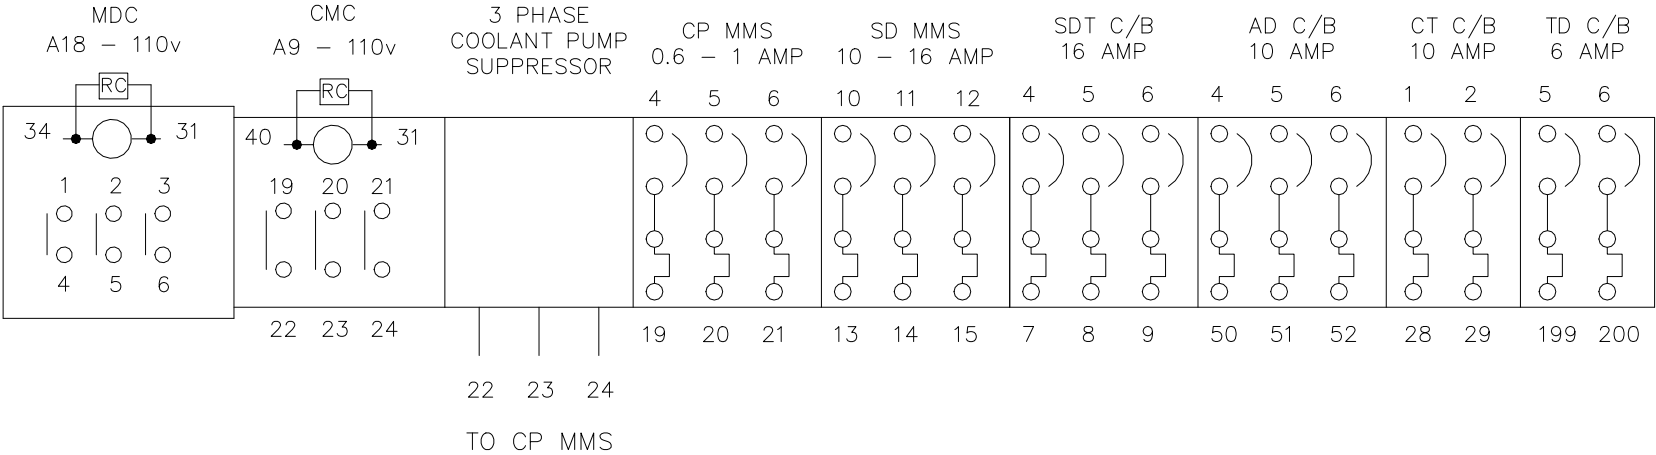 MDC
A18 - 110v
RC
34 31
1 2 3
4 5 6
CMC
A9 - 110v
RC
40 31
19 20 21
22 23 24
3 PHASE
COOLANT PUMP
SUPPRESSOR
22 23 24
TO CP MMS
CP MMS
0.6 - 1 AMP
4 5 6
19 20 21
SD MMS
10 - 16 AMP
10 11 12
13 14 15
SDT C/B
16 AMP
4 5 6
7 8 9
AD C/B
10 AMP
4 5 6
50 51 52
CT C/B
10 AMP
1 2
28 29
TD C/B
6 AMP
5 6
199 200